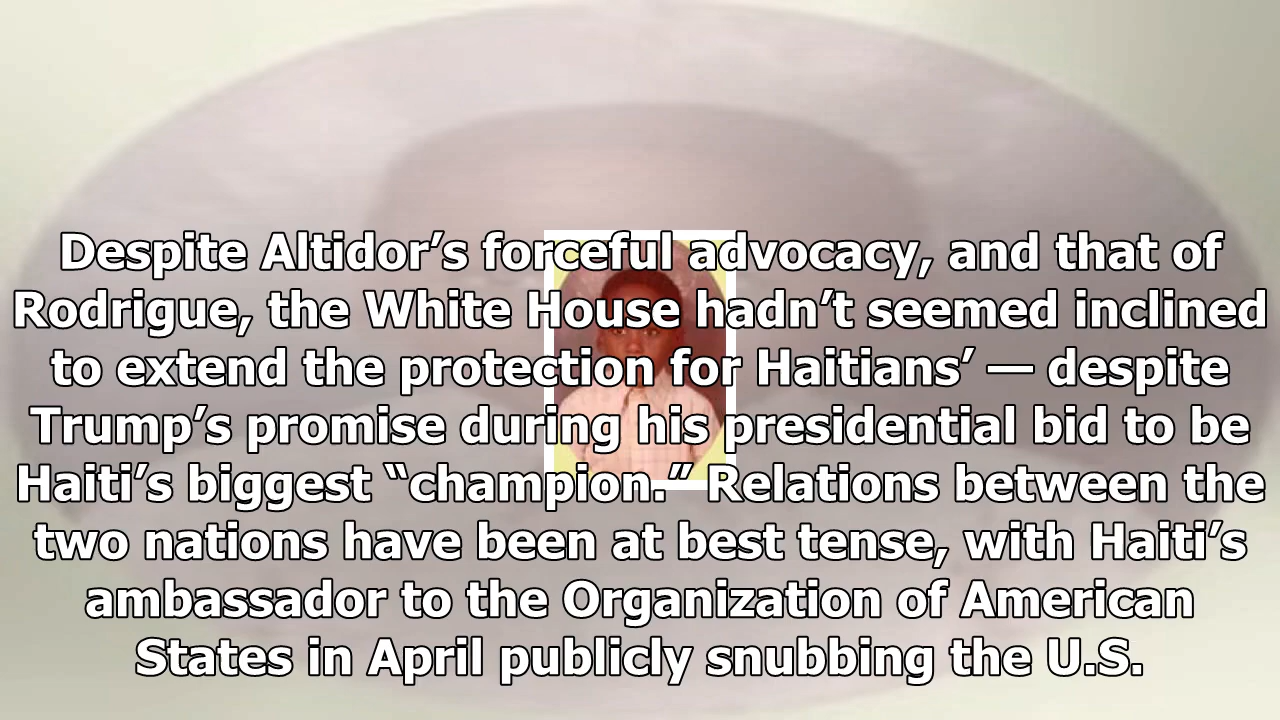 Despite Altidor’s forceful advocacy, and that of
Rodrigue, the White House hadn’t seemed inclined
to extend the protection for Haitians’ — despite
Trump’s promise during his presidential bid to be
Haiti’s biggest “champion.” Relations between the
two nations have been at best tense, with Haiti’s
ambassador to the Organization of American
States in April publicly snubbing the U.S.